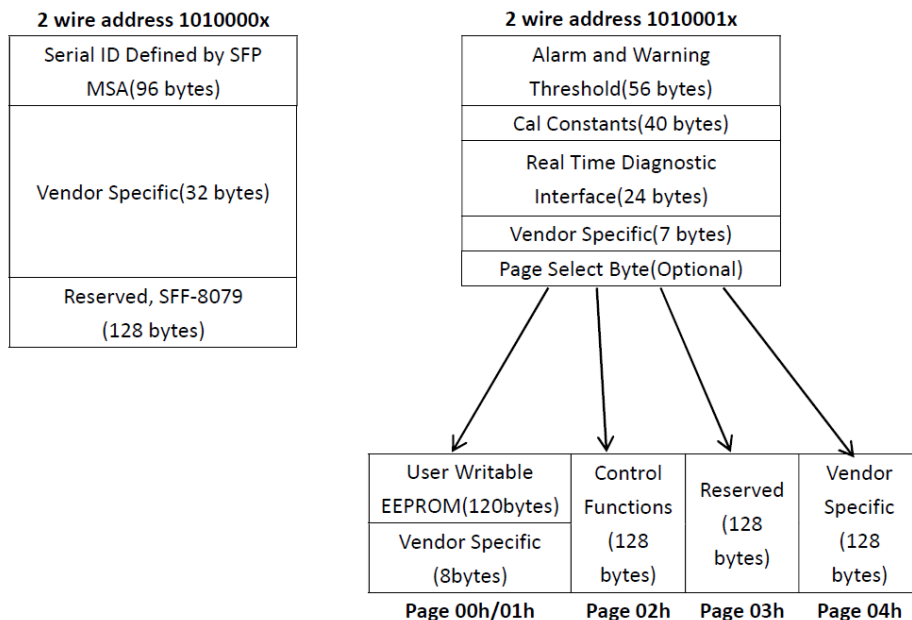 2 wire address 1010000x
Serial ID Defined by SFP
MSA(96 bytes)
Vendor Specific(32 bytes)
Reserved, SFF-8079
(128 bytes)
2 wire address 1010001x
Alarm and Warning
Threshold(56 bytes)
Cal Constants(40 bytes)
Real Time Diagnostic
Interface(24 bytes)
Vendor Specific(7 bytes)
Page Select Byte(Optional)
User Writable
EEPROM(120bytes)
Vendor Specific
(8bytes)
Page 00h/01h
Control
Functions
(128
bytes)
Page 02h
Reserved
(128
bytes)
Page 03h
Vendor
Specific
(128
bytes)
Page 04h